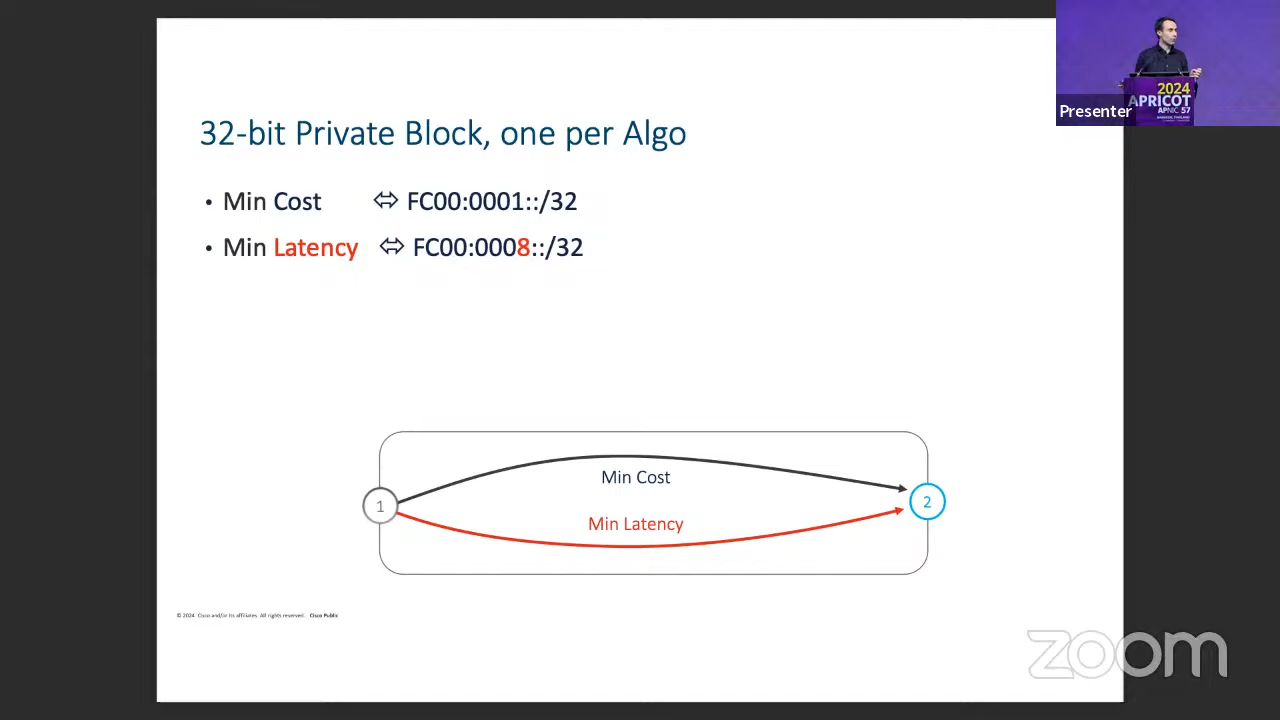 32-bit Private Block, one per Algo
• Min Cost ⬄ FC00:0001::/32
• Min Latency ⬄ FC00:0008::/32
Min Cost
1
2
Min Latency
© 2024 Cisco and/or its affiliates. All rights reserved. Cisco Public
2024
APRICOT
APNIC 57
Presenter
zoom